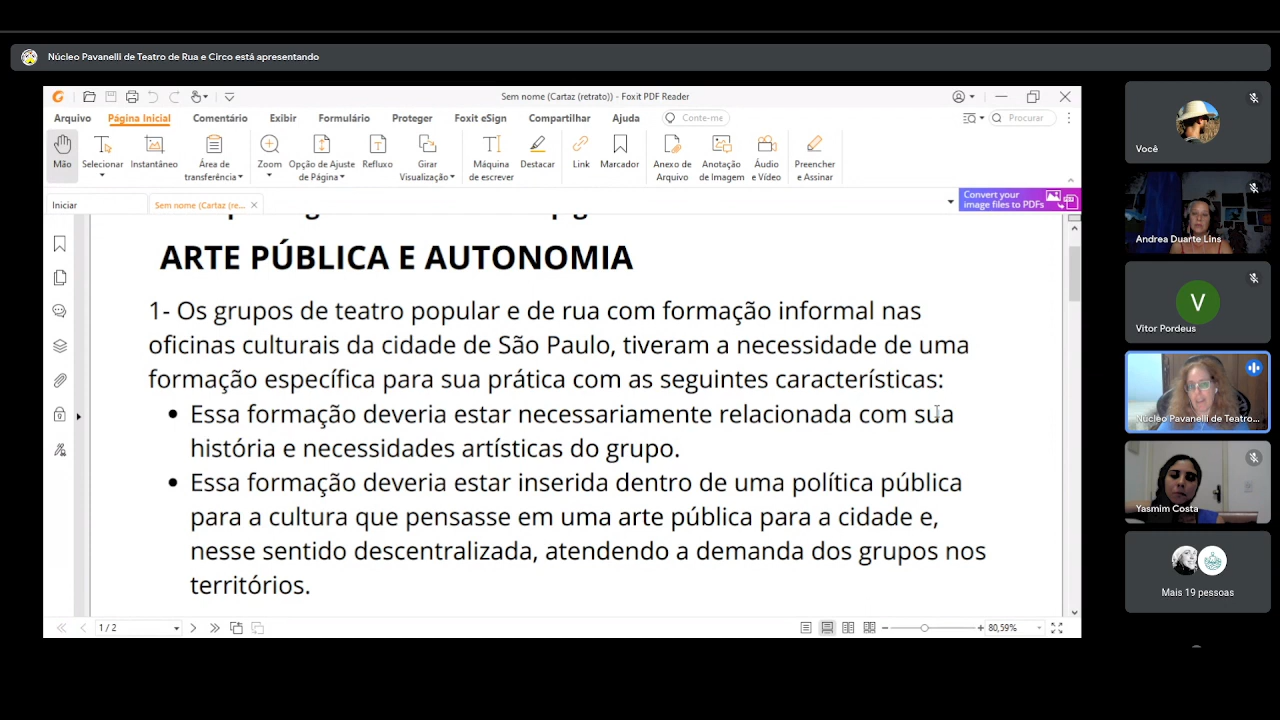 Núcleo Pavanelli de Teatro de Rua e Circo está apresentando
Sem nome (Cartaz (retrato)) - Foxit PDF Reader
Arquivo Página Inicial Comentário Exibir Formulário Proteger Foxit eSign Compartilhar Ajuda Conte-me Procurar
Mão
Selecionar
Instantâneo
Área de
transferência
Zoom
Opção de Ajuste
de Página
Refluxo
Girar
Visualização
Máquina
de escrever
Destacar
Link
Marcador
Anexo de
Arquivo
Anotação
de Imagem
Áudio
e Vídeo
Preencher
e Assinar
Iniciar
Sem nome (Cartaz (re...
Convert your
image files to PDFs
PDF
ARTE PÚBLICA E AUTONOMIA
1- Os grupos de teatro popular e de rua com formação informal nas
oficinas culturais da cidade de São Paulo, tiveram a necessidade de uma
formação específica para sua prática com as seguintes características:
• Essa formação deveria estar necessariamente relacionada com sua
história e necessidades artísticas do grupo.
• Essa formação deveria estar inserida dentro de uma política pública
para a cultura que pensasse em uma arte pública para a cidade e,
nesse sentido descentralizada, atendendo a demanda dos grupos nos
territórios.
1 / 2
80,59%
Você
Andrea Duarte Lins
V
Vitor Pordeus
Núcleo Pavanelli de Teatro...
Yasmim Costa
Mais 19 pessoas